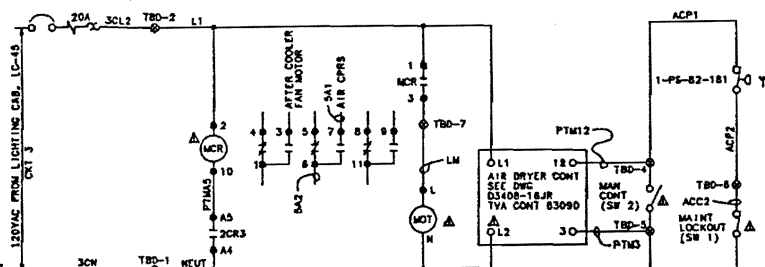 20A
3CL2
TBD-2
L1
ACP1
120VAC FROM LIGHTING CAB. LC-45
CKT 3
AFTER COOLER
FAN MOTOR
5A1
AIR CPRS
1
MCR
3
1-PS-82-181
2
MCR
10
4
3
5
7
8
9
1
6
11
5A2
TBD-7
LM
L
MOT
N
PTM12
ACP2
L1
12
AIR DRYER CONT
SEE DWG
D3408-16JR
TVA CONT 83090
L2
3
TBD-4
MAN
CONT
(SW 2)
TBD-5
PTM3
TBD-6
ACC2
MAINT
LOCKOUT
(SW 1)
A5
2CR3
A4
3CN
TBD-1
NEUT